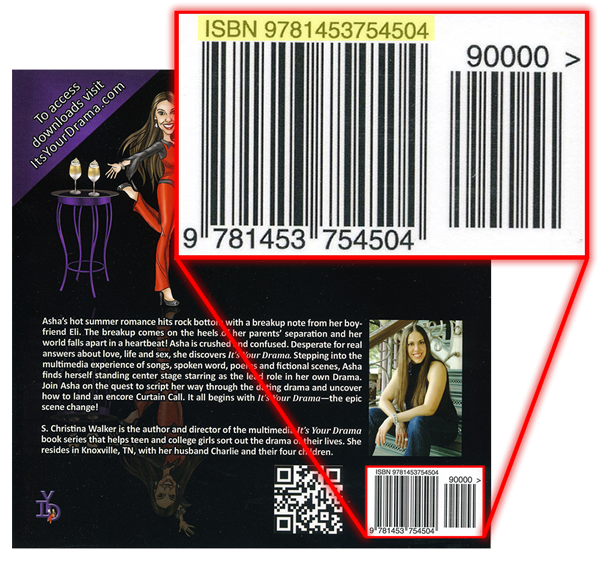 ISBN 9781453754504
90000 >
9 781453 754504
To access
downloads visit
ItsYourDrama.com
Asha's hot summer romance hits rock bottom with a breakup note from her boy-
friend Eli. The breakup comes on the heels of her parents' separation and her
world falls apart in a heartbeat! Asha is crushed and confused. Desperate for real
answers about love, life and sex, she discovers It's Your Drama. Stepping into the
multimedia experience of songs, spoken word, poems and fictional scenes, Asha
finds herself standing center stage starring as the lead role in her own Drama.
Join Asha on the quest to script her way through the dating drama and uncover
how to land an encore Curtain Call. It all begins with It's Your Drama—the epic
scene change!
S. Christina Walker is the author and director of the multimedia It's Your Drama
book series that helps teen and college girls sort out the drama of their lives. She
resides in Knoxville, TN, with her husband Charlie and their four children.
IYD
ISBN 9781453754504
90000 >
9 781453 754504